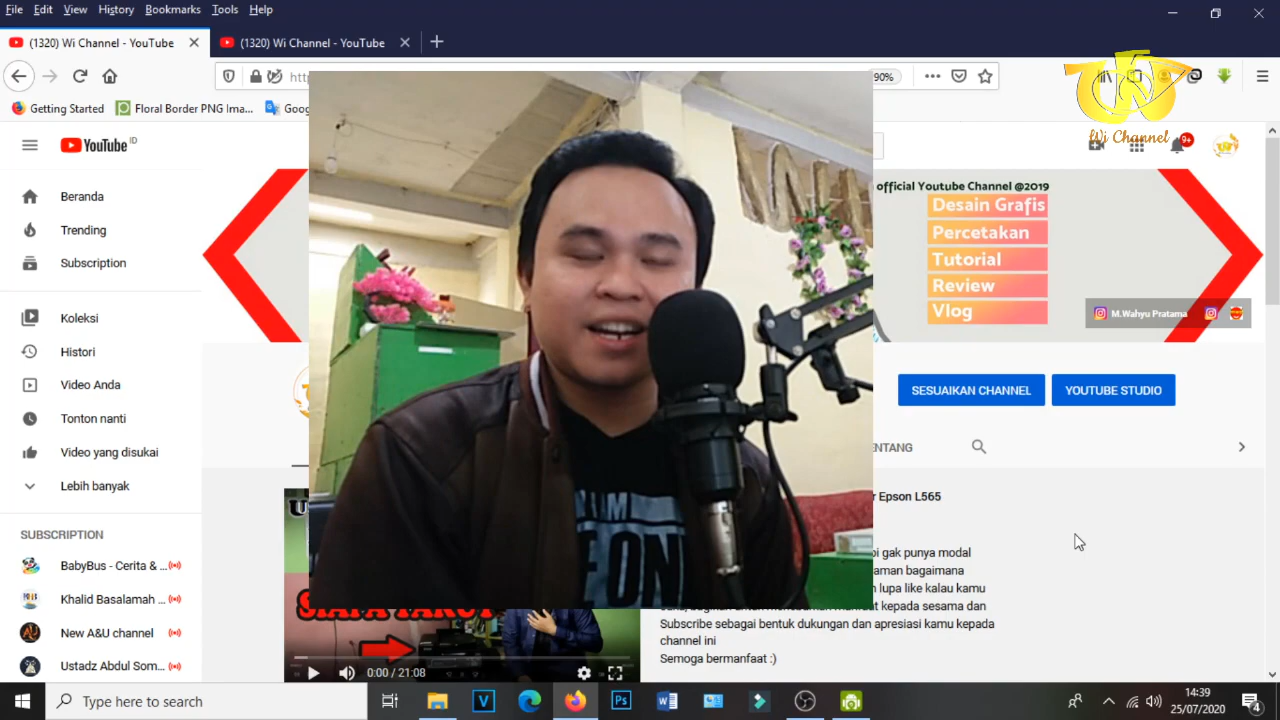 File Edit View History Bookmarks Tools Help
(1320) Wi Channel - YouTube
(1320) Wi Channel - YouTube
90%
Getting Started
Floral Border PNG Ima...
Wi Channel
YouTube ID
9+
Beranda
Trending
Subscription
Koleksi
Histori
Video Anda
Tonton nanti
Video yang disukai
Lebih banyak
SUBSCRIPTION
BabyBus - Cerita & ...
Khalid Basalamah ...
New A&U channel
Ustadz Abdul Som...
official Youtube Channel @2019
Desain Grafis
Percetakan
Tutorial
Review
Vlog
M.Wahyu Pratama
SESUAIKAN CHANNEL
YOUTUBE STUDIO
Epson L565
gak punya modal
bagaimana
lupa like kalau kamu
kepada sesama dan
Subscribe sebagai bentuk dukungan dan apresiasi kamu kepada
channel ini
Semoga bermanfaat :)
0:00 / 21:08
Type here to search
14:39
25/07/2020
4